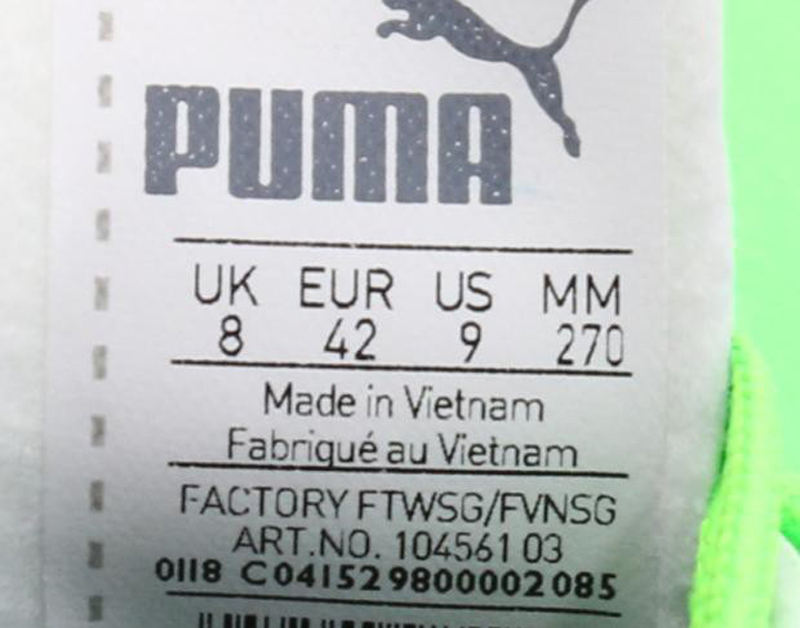 PUMA
UK EUR US MM
8 42 9 270
Made in Vietnam
Fabriqué au Vietnam
FACTORY FTWSG/FVNSG
ART.NO. 104561 03
0118 C041529800002085